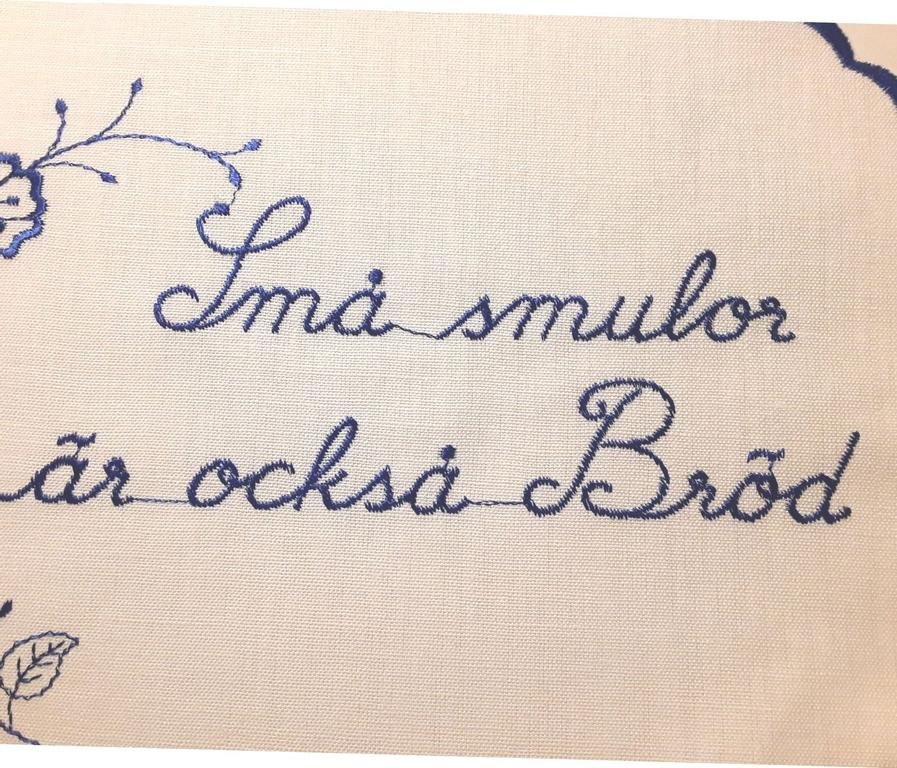 Små smulor
är också Bröd